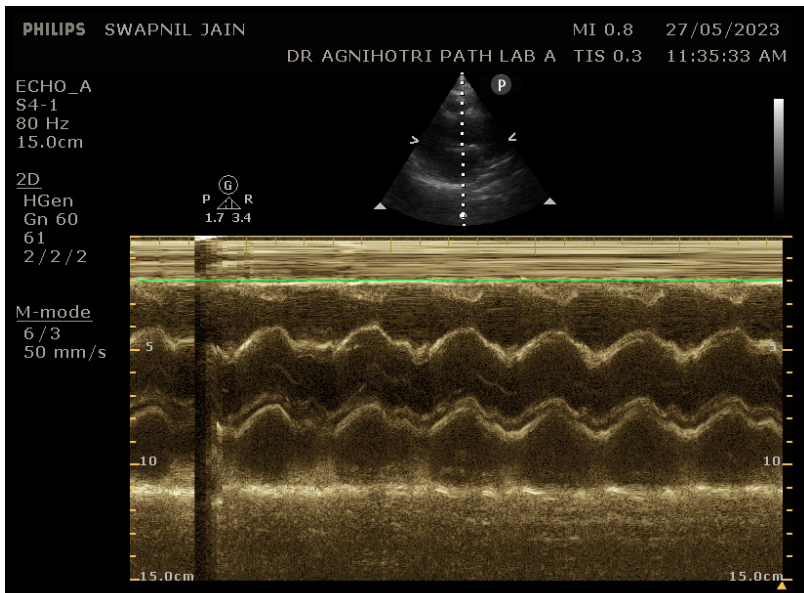 PHILIPS SWAPNIL JAIN MI 0.8 27/05/2023
DR AGNIHOTRI PATH LAB A TIS 0.3 11:35:33 AM
ECHO_A
S4-1
80 Hz
15.0cm
P
2D
HGen
Gn 60
61
2/2/2
G
P R
1.7 3.4
M-mode
6/3
50 mm/s
5 5
10 10
15.0cm 15.0cm